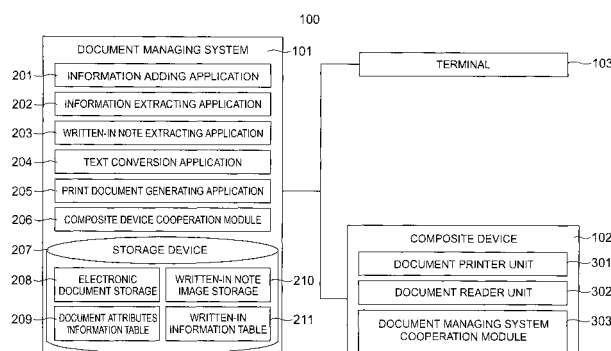 100
DOCUMENT MANAGING SYSTEM
101
201
INFORMATION ADDING APPLICATION
202
INFORMATION EXTRACTING APPLICATION
203
WRITTEN-IN NOTE EXTRACTING APPLICATION
204
TEXT CONVERSION APPLICATION
205
PRINT DOCUMENT GENERATING APPLICATION
206
COMPOSITE DEVICE COOPERATION MODULE
207
STORAGE DEVICE
208
ELECTRONIC
DOCUMENT STORAGE
WRITTEN-IN NOTE
IMAGE STORAGE
210
209
DOCUMENT ATTRIBUTES
INFORMATION TABLE
WRITTEN-IN
INFORMATION TABLE
211
TERMINAL
103
COMPOSITE DEVICE
102
DOCUMENT PRINTER UNIT
301
DOCUMENT READER UNIT
302
DOCUMENT MANAGING SYSTEM
COOPERATION MODULE
303